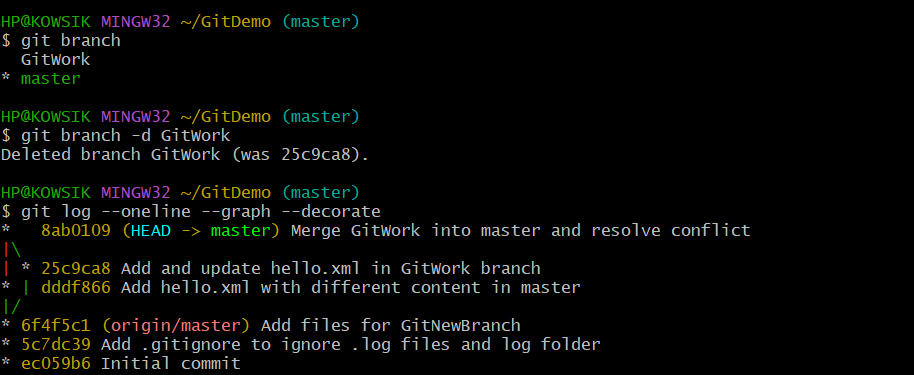 HP@KOWSIK MINGW32 ~/GitDemo (master)
$ git branch
  GitWork
* master

HP@KOWSIK MINGW32 ~/GitDemo (master)
$ git branch -d GitWork
Deleted branch GitWork (was 25c9ca8).

HP@KOWSIK MINGW32 ~/GitDemo (master)
$ git log --oneline --graph --decorate
*   8ab0109 (HEAD -> master) Merge GitWork into master and resolve conflict
|\
| * 25c9ca8 Add and update hello.xml in GitWork branch
* | dddf866 Add hello.xml with different content in master
|/
* 6f4f5c1 (origin/master) Add files for GitNewBranch
* 5c7dc39 Add .gitignore to ignore .log files and log folder
* ec059b6 Initial commit